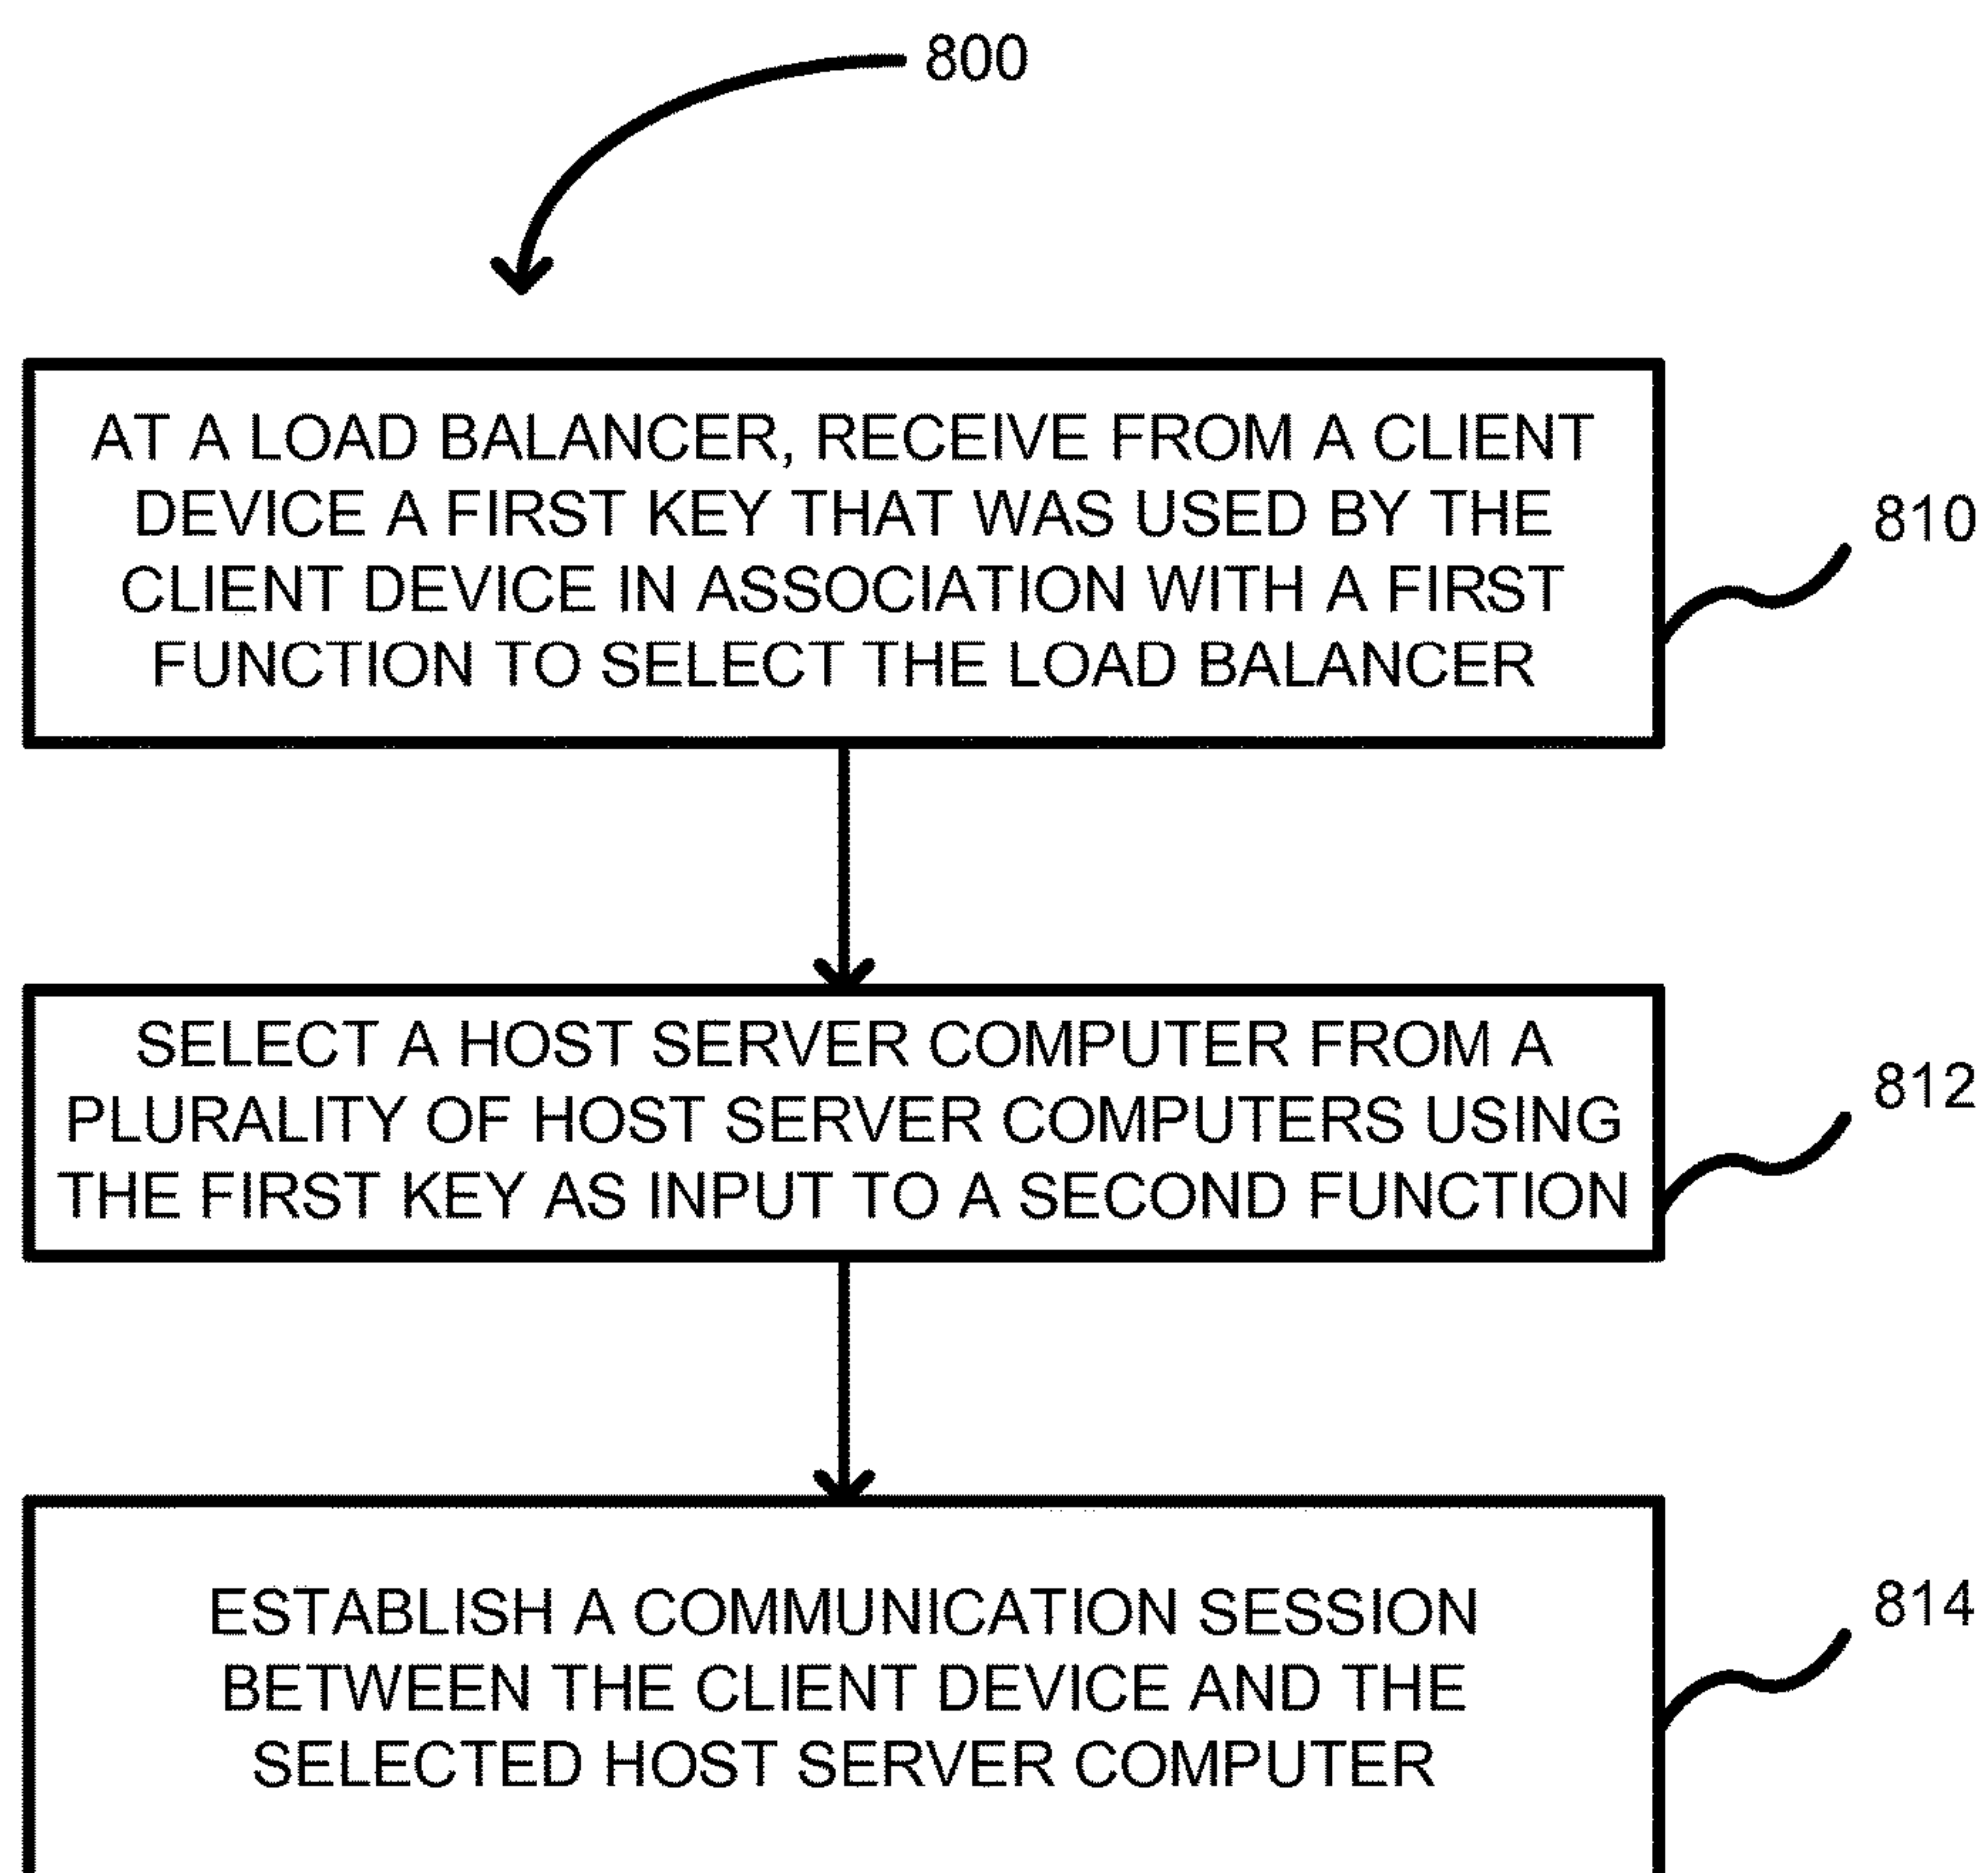 800
AT A LOAD BALANCER, RECEIVE FROM A CLIENT
DEVICE A FIRST KEY THAT WAS USED BY THE
CLIENT DEVICE IN ASSOCIATION WITH A FIRST
FUNCTION TO SELECT THE LOAD BALANCER
810
SELECT A HOST SERVER COMPUTER FROM A
PLURALITY OF HOST SERVER COMPUTERS USING
THE FIRST KEY AS INPUT TO A SECOND FUNCTION
812
ESTABLISH A COMMUNICATION SESSION
BETWEEN THE CLIENT DEVICE AND THE
SELECTED HOST SERVER COMPUTER
814